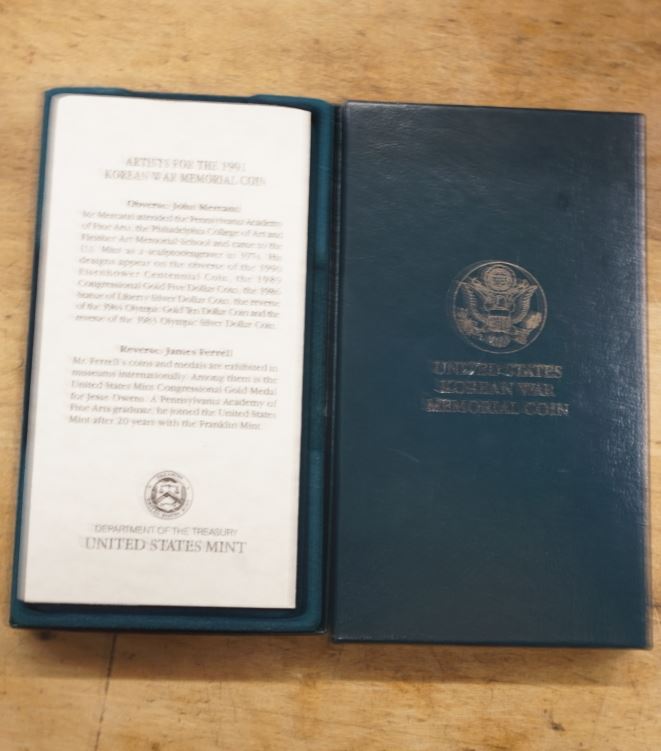 ARTISTS FOR THE 1991
KOREAN WAR MEMORIAL COIN
Obverse: John Mercanti
Mr. Mercanti attended the Pennsylvania Academy
of Fine Arts, the Philadelphia College of Art and
Fleisher Art Memorial School and came to the
U.S. Mint as a sculptor-engraver in 1974. His
designs appear on the obverse of the 1990
Eisenhower Centennial Coin, the 1989
Congressional Gold Five Dollar Coin, the 1986
Statue of Liberty Silver Dollar Coin, the reverse
of the 1984 Olympic Gold Ten Dollar Coin and the
reverse of the 1983 Olympic Silver Dollar Coin.
Reverse: James Ferrell
Mr. Ferrell's coins and medals are exhibited in
museums internationally. Among them is the
United States Mint Congressional Gold Medal
for Jesse Owens. A Pennsylvania Academy of
Fine Arts graduate, he joined the United States
Mint after 20 years with the Franklin Mint.
DEPARTMENT OF THE TREASURY
UNITED STATES MINT
UNITED STATES
KOREAN WAR
MEMORIAL COIN